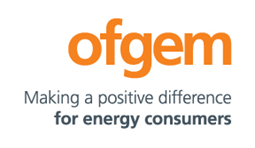 ofgem
Making a positive difference
for energy consumers